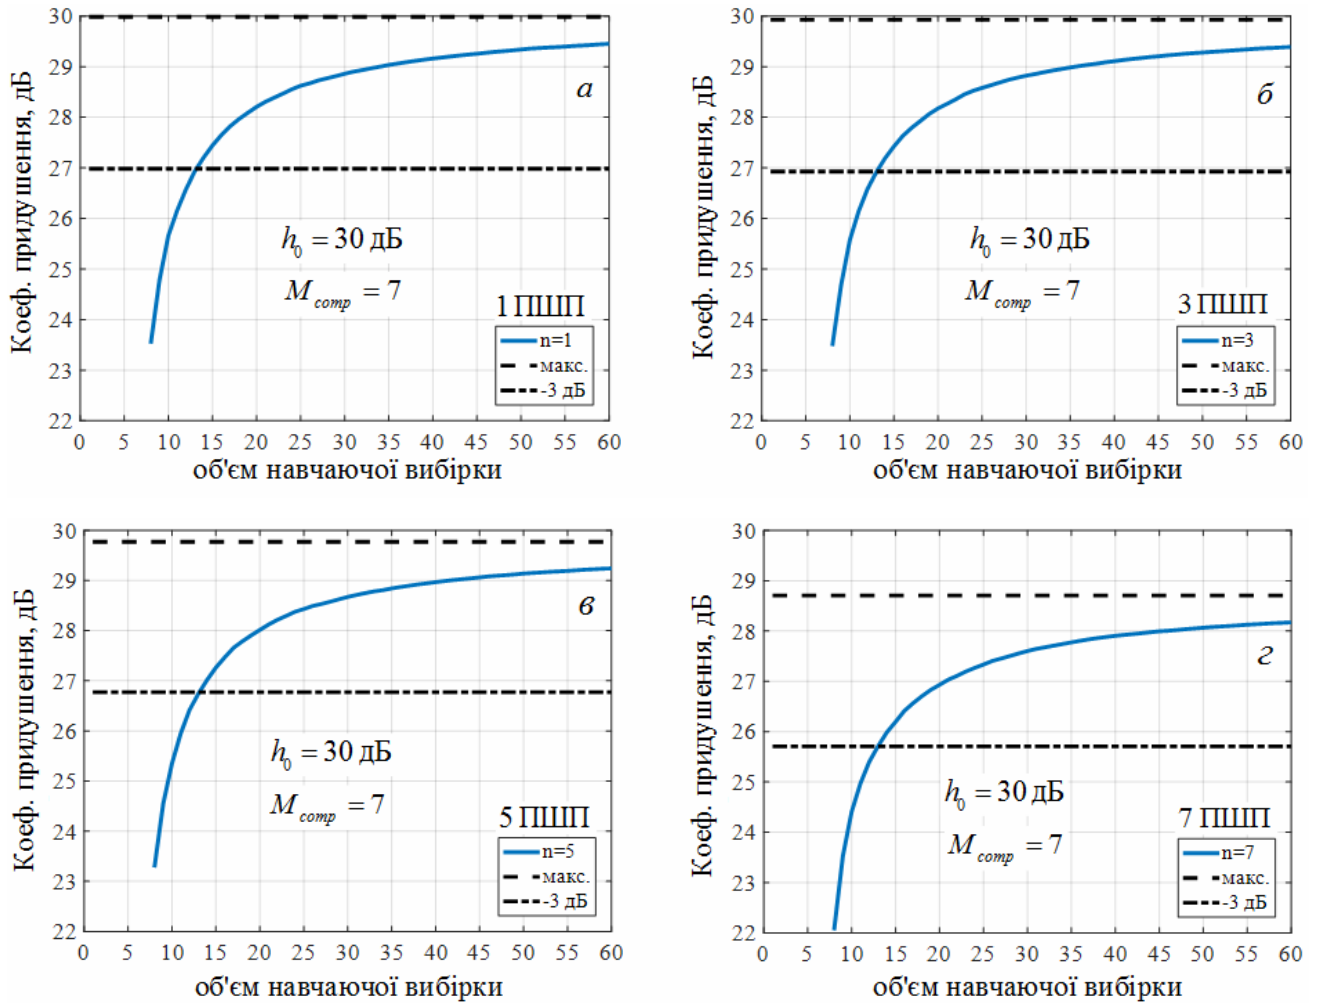 30
29
28
27
26
25
24
23
22
Коеф. придушення, дБ
а
h₀ = 30 дБ
M_comp = 7
1 ПШП
n=1
макс.
-3 дБ
0 5 10 15 20 25 30 35 40 45 50 55 60
об'єм навчаючої вибірки
30
29
28
27
26
25
24
23
22
Коеф. придушення, дБ
б
h₀ = 30 дБ
M_comp = 7
3 ПШП
n=3
макс.
-3 дБ
0 5 10 15 20 25 30 35 40 45 50 55 60
об'єм навчаючої вибірки
30
29
28
27
26
25
24
23
22
Коеф. придушення, дБ
в
h₀ = 30 дБ
M_comp = 7
5 ПШП
n=5
макс.
-3 дБ
0 5 10 15 20 25 30 35 40 45 50 55 60
об'єм навчаючої вибірки
30
29
28
27
26
25
24
23
22
Коеф. придушення, дБ
г
h₀ = 30 дБ
M_comp = 7
7 ПШП
n=7
макс.
-3 дБ
0 5 10 15 20 25 30 35 40 45 50 55 60
об'єм навчаючої вибірки